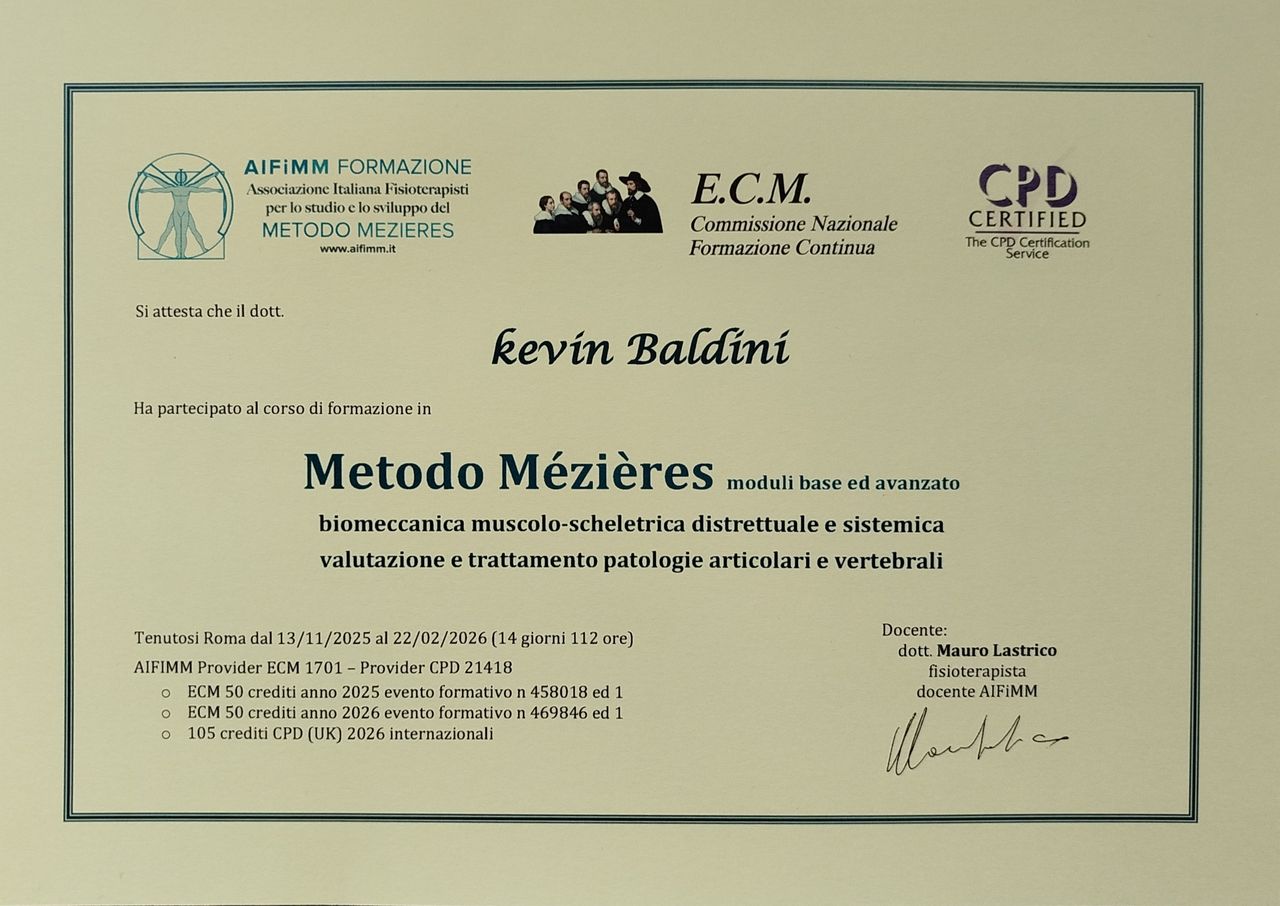 AIFiMM FORMAZIONE
Associazione Italiana Fisioterapisti
per lo studio e lo sviluppo del
METODO MEZIERES
www.aifimm.it
E.C.M.
Commissione Nazionale
Formazione Continua
CPD
CERTIFIED
The CPD Certification
Service
Si attesta che il dott.
kevin Baldini
Ha partecipato al corso di formazione in
Metodo Mézières moduli base ed avanzato
biomeccanica muscolo-scheletrica distrettuale e sistemica
valutazione e trattamento patologie articolari e vertebrali
Tenutosi Roma dal 13/11/2025 al 22/02/2026 (14 giorni 112 ore)
AIFIMM Provider ECM 1701 – Provider CPD 21418
○ ECM 50 crediti anno 2025 evento formativo n 458018 ed 1
○ ECM 50 crediti anno 2026 evento formativo n 469846 ed 1
○ 105 crediti CPD (UK) 2026 internazionali
Docente:
dott. Mauro Lastrico
fisioterapista
docente AIFiMM